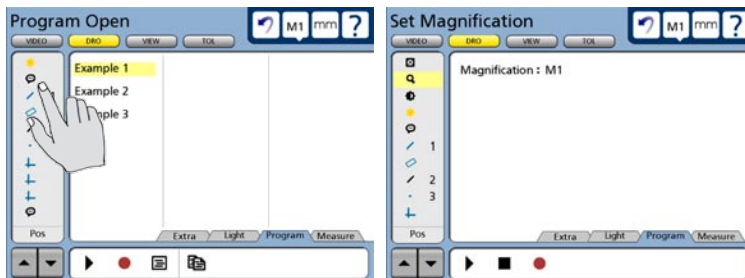 Program Open
M1 mm ?
VIDEO DRO VIEW TOL
Example 1
Example 2
mple 3
Pos
Extra Light Program Measure
Set Magnification
M1 mm ?
VIDEO DRO VIEW TOL
Magnification : M1
1
2
3
Pos
Extra Light Program Measure